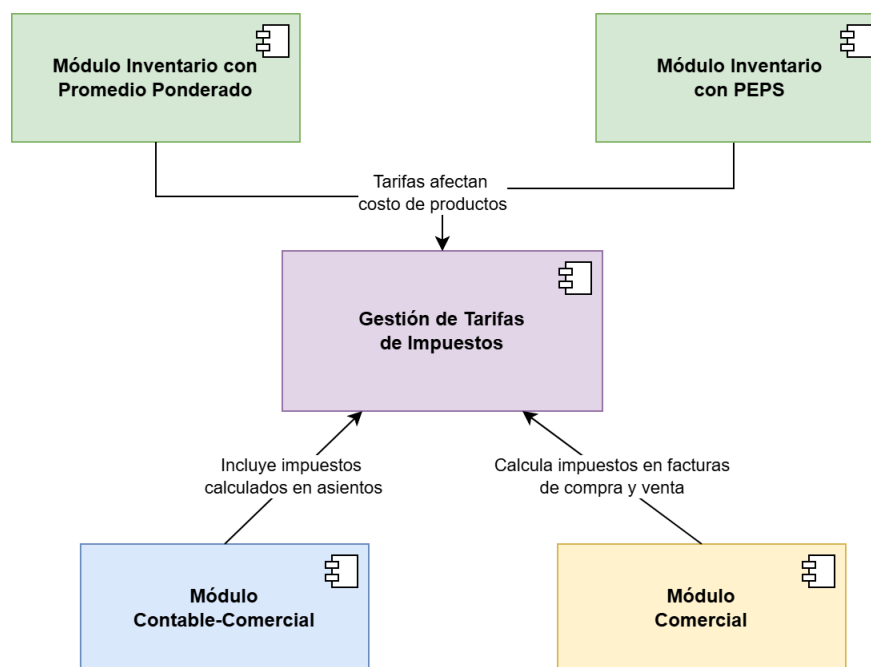 Módulo Inventario con
Promedio Ponderado
Módulo Inventario
con PEPS
Tarifas afectan
costo de productos
Gestión de Tarifas
de Impuestos
Incluye impuestos
calculados en asientos
Calcula impuestos en facturas
de compra y venta
Módulo
Contable-Comercial
Módulo
Comercial